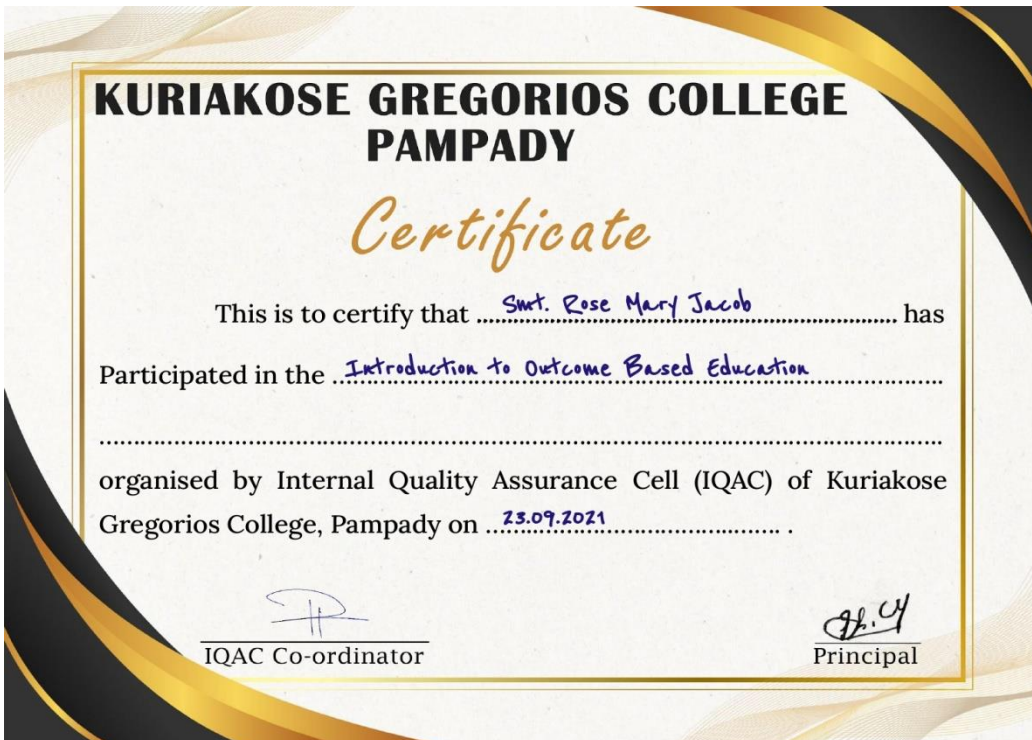 KURIAKOSE GREGORIOS COLLEGE
PAMPADY
Certificate
This is to certify that ..... Smt. Rose Mary Jacob ..... has
Participated in the ..Introduction to Outcome Based Education.....
.....
organised by Internal Quality Assurance Cell (IQAC) of Kuriakose
Gregorios College, Pampady on ...23.09.2021..... .
IQAC Co-ordinator
Principal